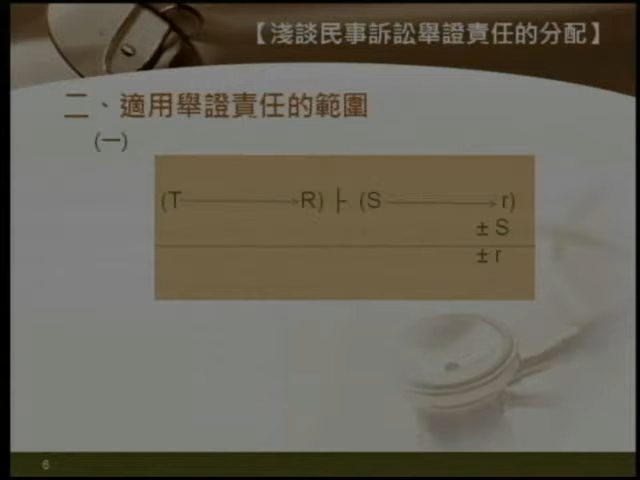 【淺談民事訴訟舉證責任的分配】
二、適用舉證責任的範圍
(一)
(T → R) ├ (S → r)
± S
± r
6